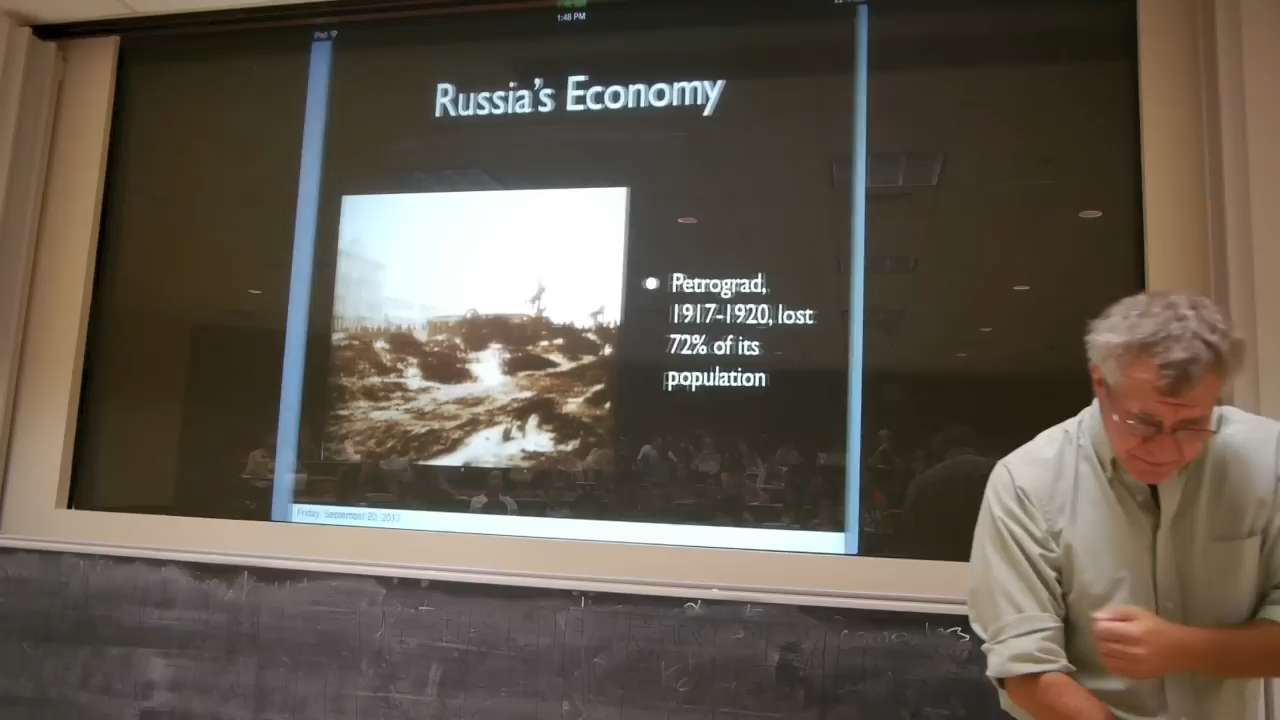 iPad
1:48 PM
Russia's Economy
Petrograd,
1917-1920, lost
72% of its
population
Friday, September 20, 2013